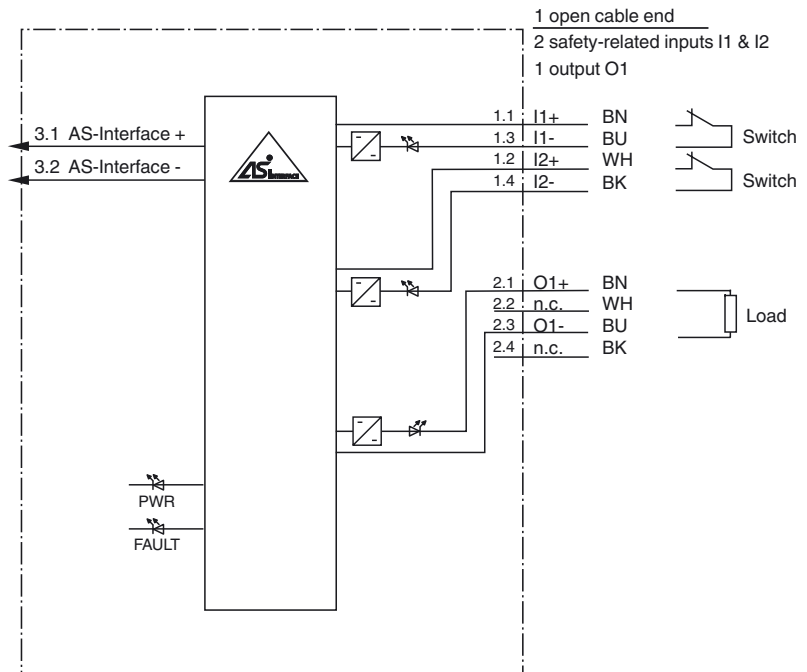 1 open cable end
2 safety-related inputs I1 & I2
1 output O1
3.1 AS-Interface +
3.2 AS-Interface -
ASi INTERFACE
1.1 I1+ BN
1.3 I1- BU
Switch
1.2 I2+ WH
1.4 I2- BK
Switch
2.1 O1+ BN
2.2 n.c. WH
2.3 O1- BU
2.4 n.c. BK
Load
PWR
FAULT